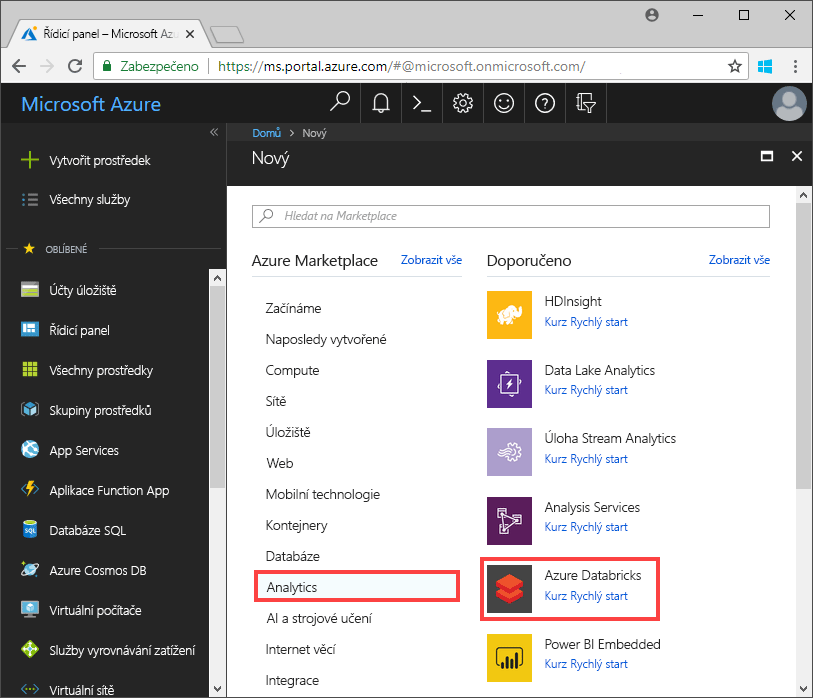 Řídicí panel – Microsoft Azu
Zabezpečeno
https://ms.portal.azure.com/#@microsoft.onmicrosoft.com/
Microsoft Azure
Vytvořit prostředek
Všechny služby
OBLÍBENÉ
Účty úložiště
Řídicí panel
Všechny prostředky
Skupiny prostředků
App Services
Aplikace Function App
SQL
Databáze SQL
Azure Cosmos DB
Virtuální počítače
Služby vyrovnávání zatížení
Virtuální sítě
Domů > Nový
Nový
Hledat na Marketplace
Azure Marketplace
Zobrazit vše
Začínáme
Naposledy vytvořené
Compute
Sítě
Úložiště
Web
Mobilní technologie
Kontejnery
Databáze
Analytics
AI a strojové učení
Internet věcí
Integrace
Doporučeno
Zobrazit vše
HDInsight
Kurz Rychlý start
Data Lake Analytics
Kurz Rychlý start
Úloha Stream Analytics
Kurz Rychlý start
Analysis Services
Kurz Rychlý start
Azure Databricks
Kurz Rychlý start
Power BI Embedded
Kurz Rychlý start